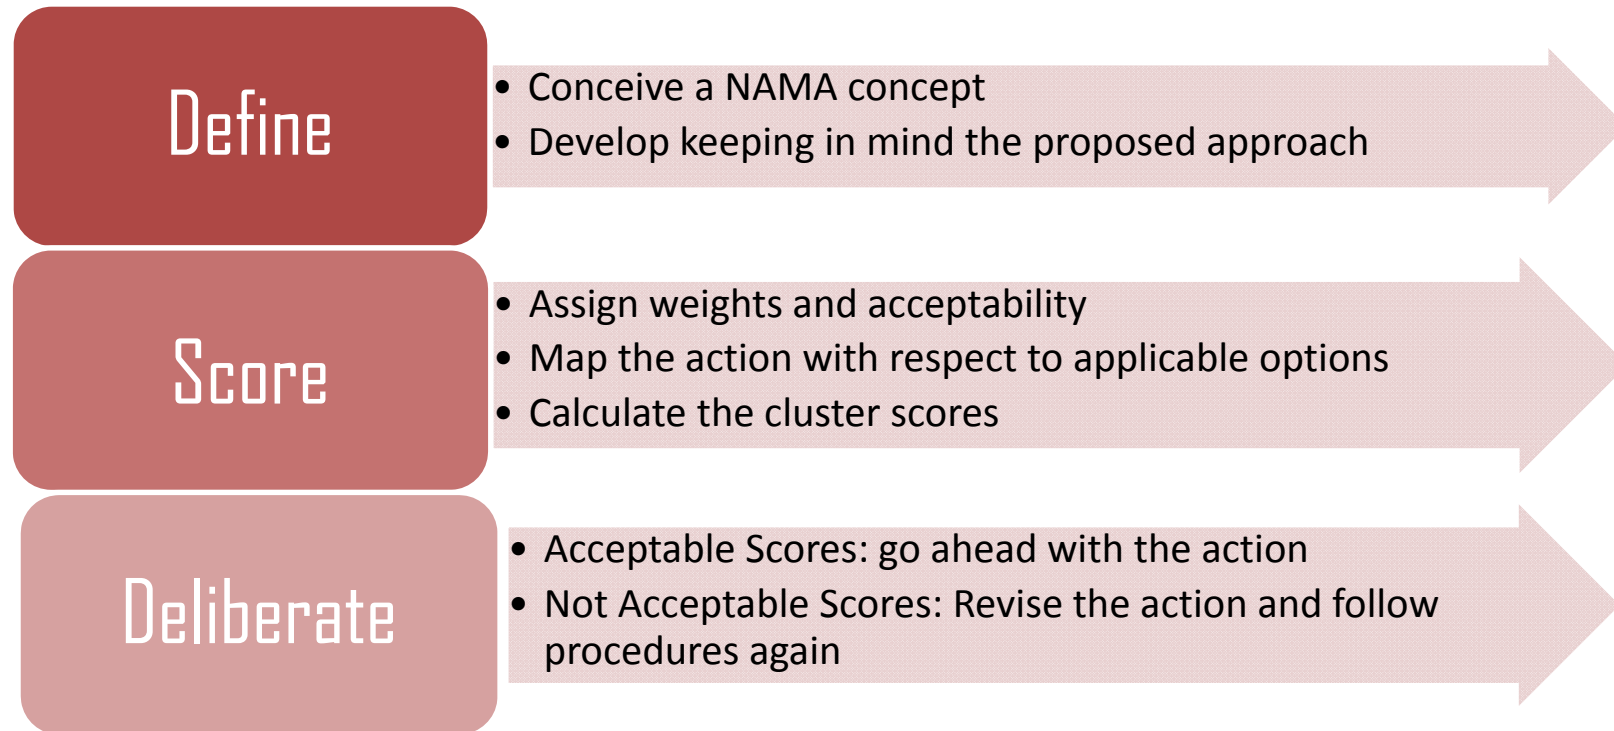 Define
• Conceive a NAMA concept
• Develop keeping in mind the proposed approach
Score
• Assign weights and acceptability
• Map the action with respect to applicable options
• Calculate the cluster scores
Deliberate
• Acceptable Scores: go ahead with the action
• Not Acceptable Scores: Revise the action and follow
procedures again